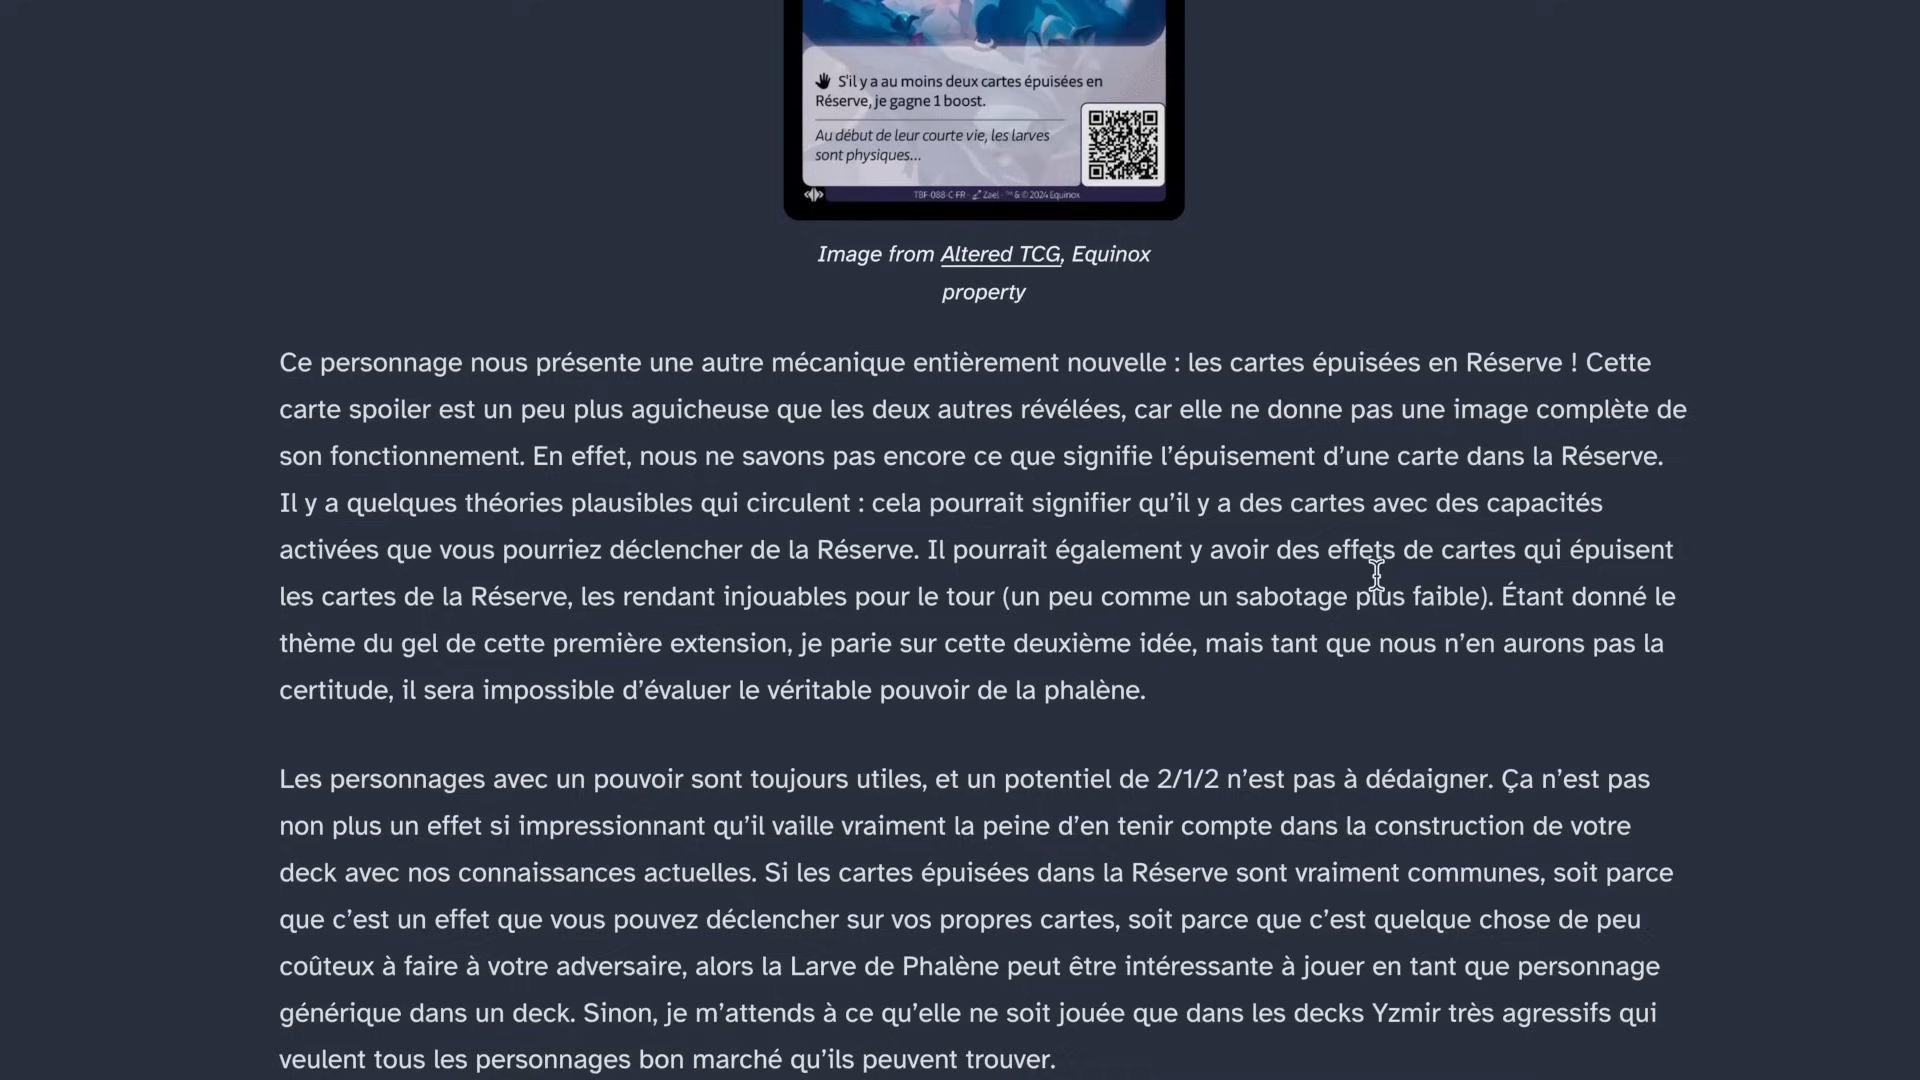 S'il y a au moins deux cartes épuisées en
Réserve, je gagne 1 boost.
Au début de leur courte vie, les larves
sont physiques...
TBF-088-C-FR - Zael - ™ & © 2024 Equinox
Image from Altered TCG, Equinox
property
Ce personnage nous présente une autre mécanique entièrement nouvelle : les cartes épuisées en Réserve ! Cette
carte spoiler est un peu plus aguicheuse que les deux autres révélées, car elle ne donne pas une image complète de
son fonctionnement. En effet, nous ne savons pas encore ce que signifie l’épuisement d’une carte dans la Réserve.
Il y a quelques théories plausibles qui circulent : cela pourrait signifier qu’il y a des cartes avec des capacités
activées que vous pourriez déclencher de la Réserve. Il pourrait également y avoir des effets de cartes qui épuisent
les cartes de la Réserve, les rendant injouables pour le tour (un peu comme un sabotage plus faible). Étant donné le
thème du gel de cette première extension, je parie sur cette deuxième idée, mais tant que nous n’en aurons pas la
certitude, il sera impossible d’évaluer le véritable pouvoir de la phalène.
Les personnages avec un pouvoir sont toujours utiles, et un potentiel de 2/1/2 n’est pas à dédaigner. Ça n’est pas
non plus un effet si impressionnant qu’il vaille vraiment la peine d’en tenir compte dans la construction de votre
deck avec nos connaissances actuelles. Si les cartes épuisées dans la Réserve sont vraiment communes, soit parce
que c’est un effet que vous pouvez déclencher sur vos propres cartes, soit parce que c’est quelque chose de peu
coûteux à faire à votre adversaire, alors la Larve de Phalène peut être intéressante à jouer en tant que personnage
générique dans un deck. Sinon, je m’attends à ce qu’elle ne soit jouée que dans les decks Yzmir très agressifs qui
veulent tous les personnages bon marché qu’ils peuvent trouver.